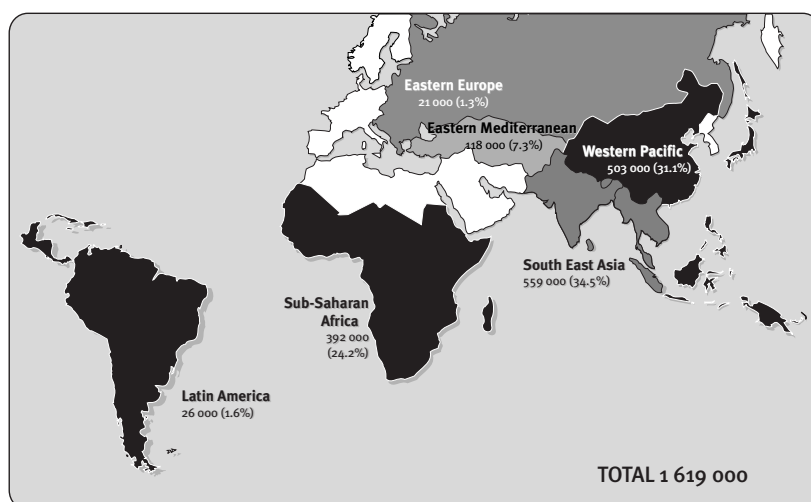 Eastern Europe
21 000 (1.3%)
Eastern Mediterranean
118 000 (7.3%)
Western Pacific
503 000 (31.1%)
South East Asia
559 000 (34.5%)
Sub-Saharan
Africa
392 000
(24.2%)
Latin America
26 000 (1.6%)
TOTAL 1 619 000